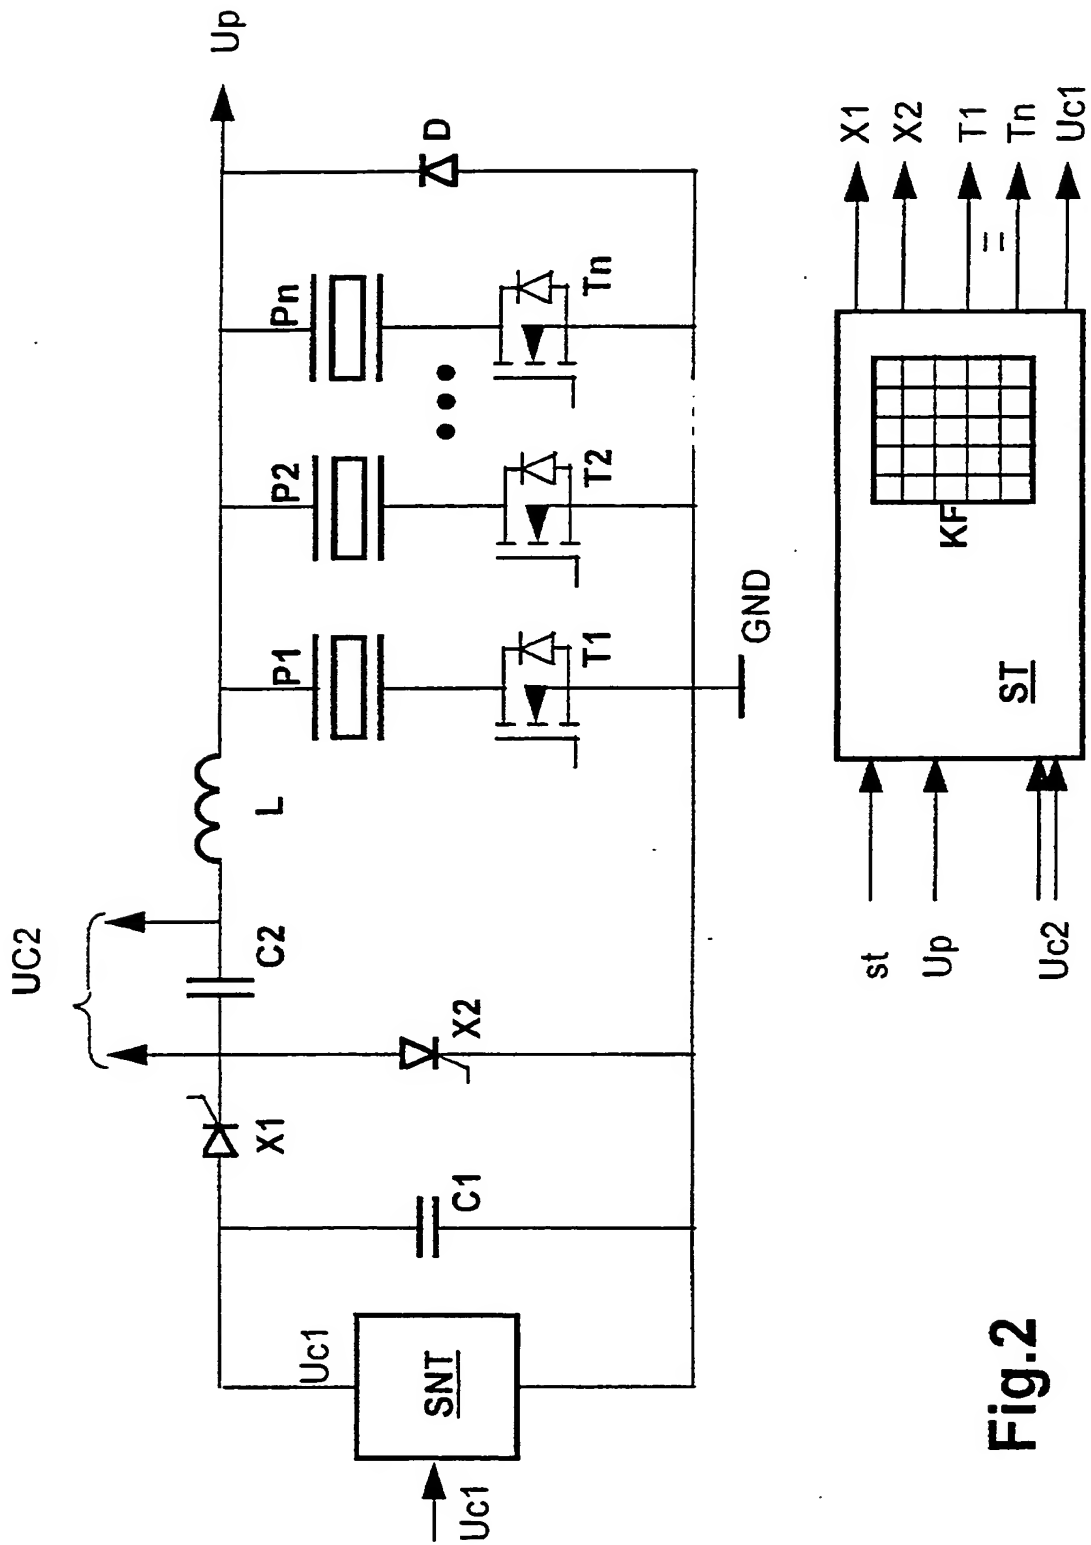 UC2
Up
X1
C2
L
P1
P2
Pn
D
Uc1
SNT
Uc1
C1
X2
T1
T2
Tn
GND
st
Up
Uc2
ST
KF
X1
X2
T1
=
Tn
Uc1
Fig.2